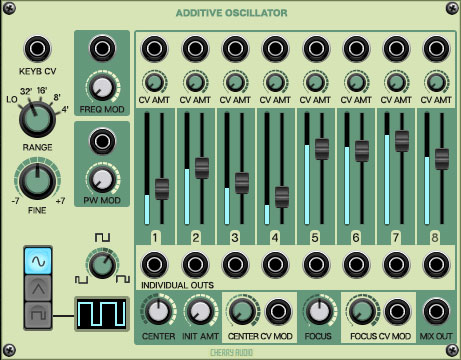 ADDITIVE OSCILLATOR
KEYB CV
FREQ MOD
CV AMT CV AMT CV AMT CV AMT CV AMT CV AMT CV AMT CV AMT
LO 32' 16' 8' 4'
RANGE
PW MOD
-7 +7
FINE
1 2 3 4 5 6 7 8
INDIVIDUAL OUTS
CENTER INIT AMT CENTER CV MOD FOCUS FOCUS CV MOD MIX OUT
CHERRY AUDIO